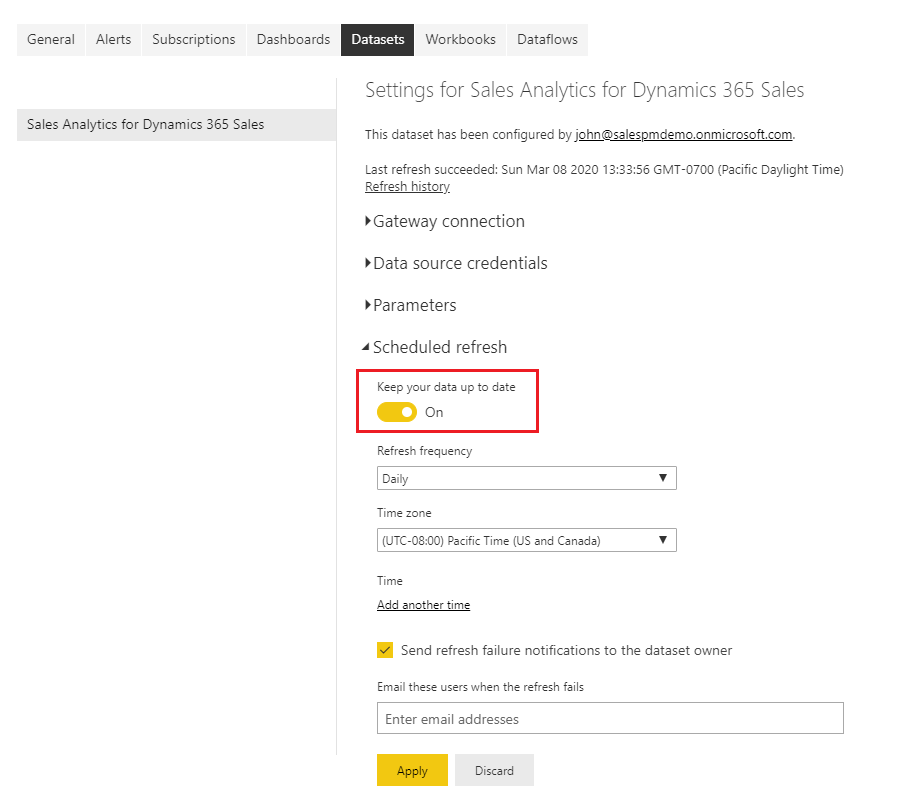 General Alerts Subscriptions Dashboards Datasets Workbooks Dataflows
Sales Analytics for Dynamics 365 Sales
Settings for Sales Analytics for Dynamics 365 Sales
This dataset has been configured by john@salespmdemo.onmicrosoft.com.
Last refresh succeeded: Sun Mar 08 2020 13:33:56 GMT-0700 (Pacific Daylight Time)
Refresh history
Gateway connection
Data source credentials
Parameters
Scheduled refresh
Keep your data up to date
On
Refresh frequency
Daily
Time zone
(UTC-08:00) Pacific Time (US and Canada)
Time
Add another time
Send refresh failure notifications to the dataset owner
Email these users when the refresh fails
Enter email addresses
Apply Discard